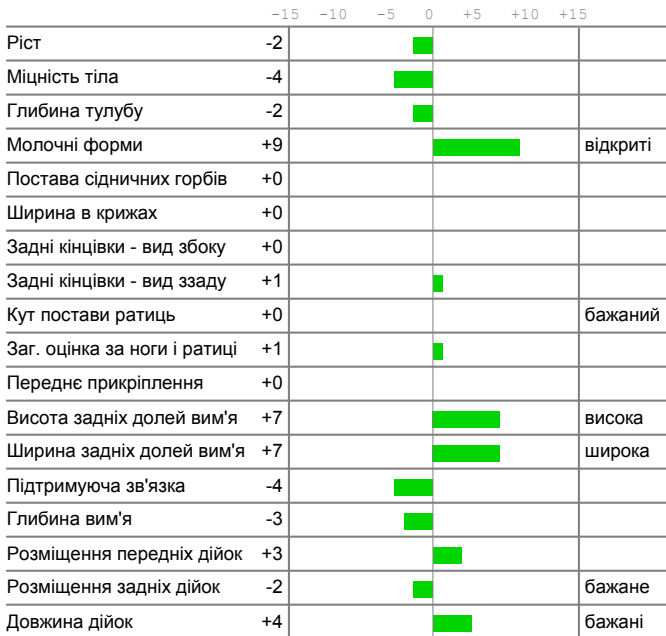 -15 -10 -5 0 +5 +10 +15
Ріст -2
Міцність тіла -4
Глибина тулубу -2
Молочні форми +9 відкриті
Постава сідничних горбів +0
Ширина в крижах +0
Задні кінцівки - вид збоку +0
Задні кінцівки - вид ззаду +1
Кут постави ратиць +0 бажаний
Заг. оцінка за ноги і ратиці +1
Переднє прикріплення +0
Висота задніх долей вим'я +7 висока
Ширина задніх долей вим'я +7 широка
Підтримуюча зв'язка -4
Глибина вим'я -3
Розміщення передніх дійок +3
Розміщення задніх дійок -2 бажане
Довжина дійок +4 бажані